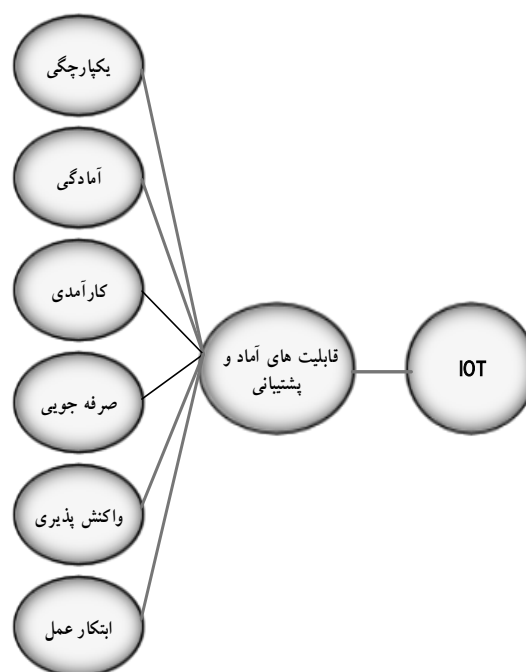 یکپارچگی
آمادگی
کارآمدی
قابلیت های آماد و
پشتیبانی
IOT
صرفه جویی
واکنش پذیری
ابتکار عمل